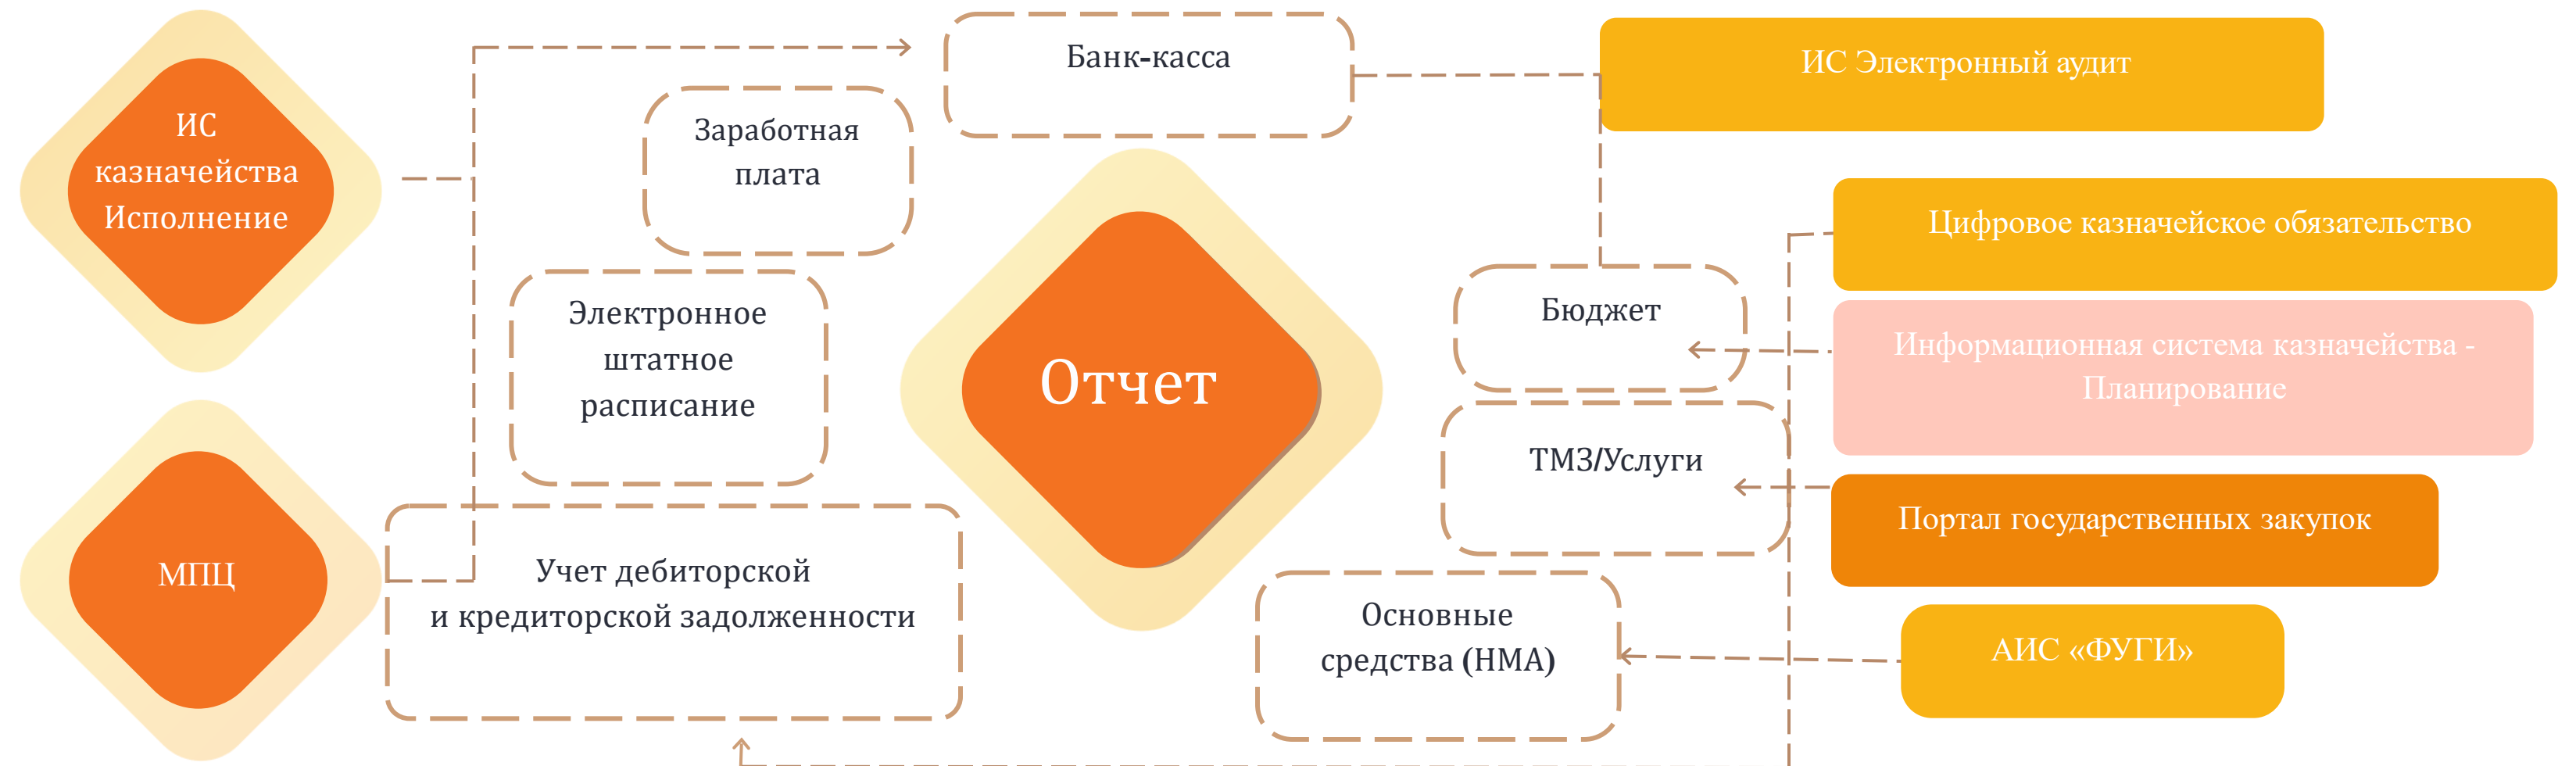 ИС
казначейства
Исполнение
МПЦ
Банк-касса
Заработная
плата
Электронное
штатное
расписание
Учет дебиторской
и кредиторской задолженности
Отчет
Бюджет
ТМЗ/Услуги
Основные
средства (НМА)
ИС Электронный аудит
Цифровое казначейское обязательство
Информационная система казначейства -
Планирование
Портал государственных закупок
АИС «ФУГИ»